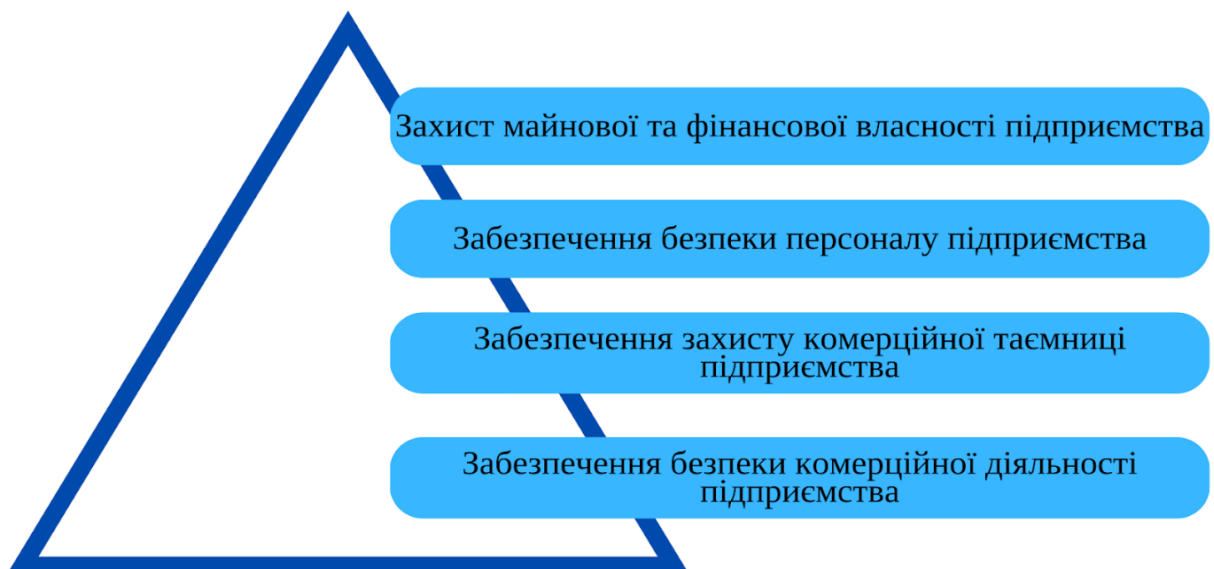 Захист майнової та фінансової власності підприємства
Забезпечення безпеки персоналу підприємства
Забезпечення захисту комерційної таємниці
підприємства
Забезпечення безпеки комерційної діяльності
підприємства